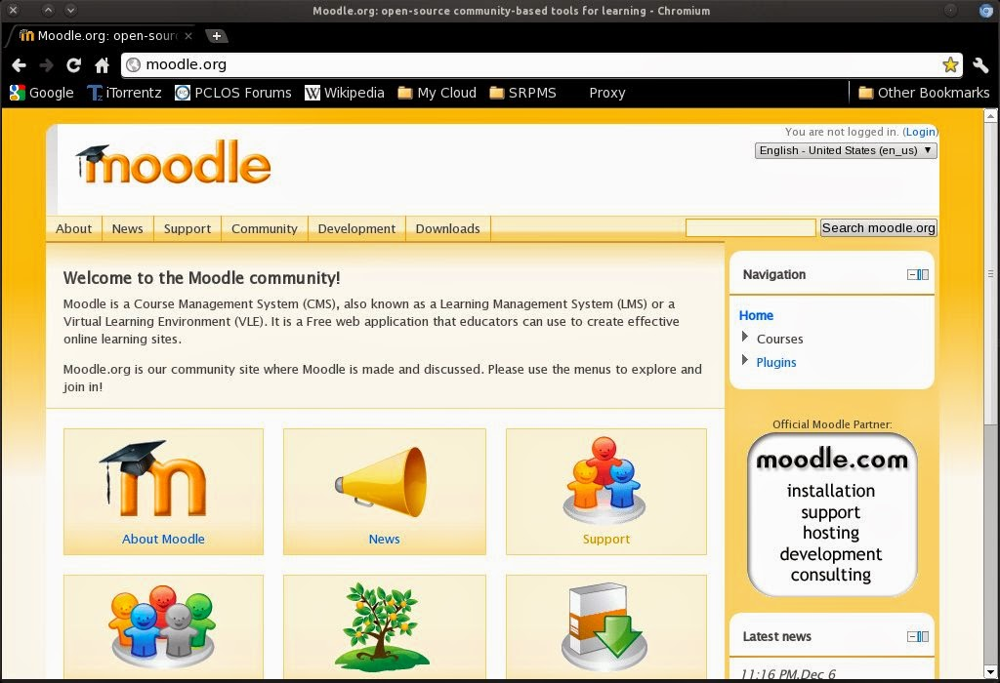 Moodle.org: open-source community-based tools for learning - Chromium
Moodle.org: open-sour
moodle.org
Google iTorrentz PCLOS Forums Wikipedia My Cloud SRPMS Proxy Other Bookmarks
You are not logged in. (Login)
English - United States (en_us)
moodle
About News Support Community Development Downloads Search moodle.org
Welcome to the Moodle community!
Moodle is a Course Management System (CMS), also known as a Learning Management System (LMS) or a
Virtual Learning Environment (VLE). It is a Free web application that educators can use to create effective
online learning sites.
Moodle.org is our community site where Moodle is made and discussed. Please use the menus to explore and
join in!
m
About Moodle
News
Support
Navigation
Home
Courses
Plugins
Official Moodle Partner:
moodle.com
installation
support
hosting
development
consulting
Latest news
11:16 PM,Dec 6